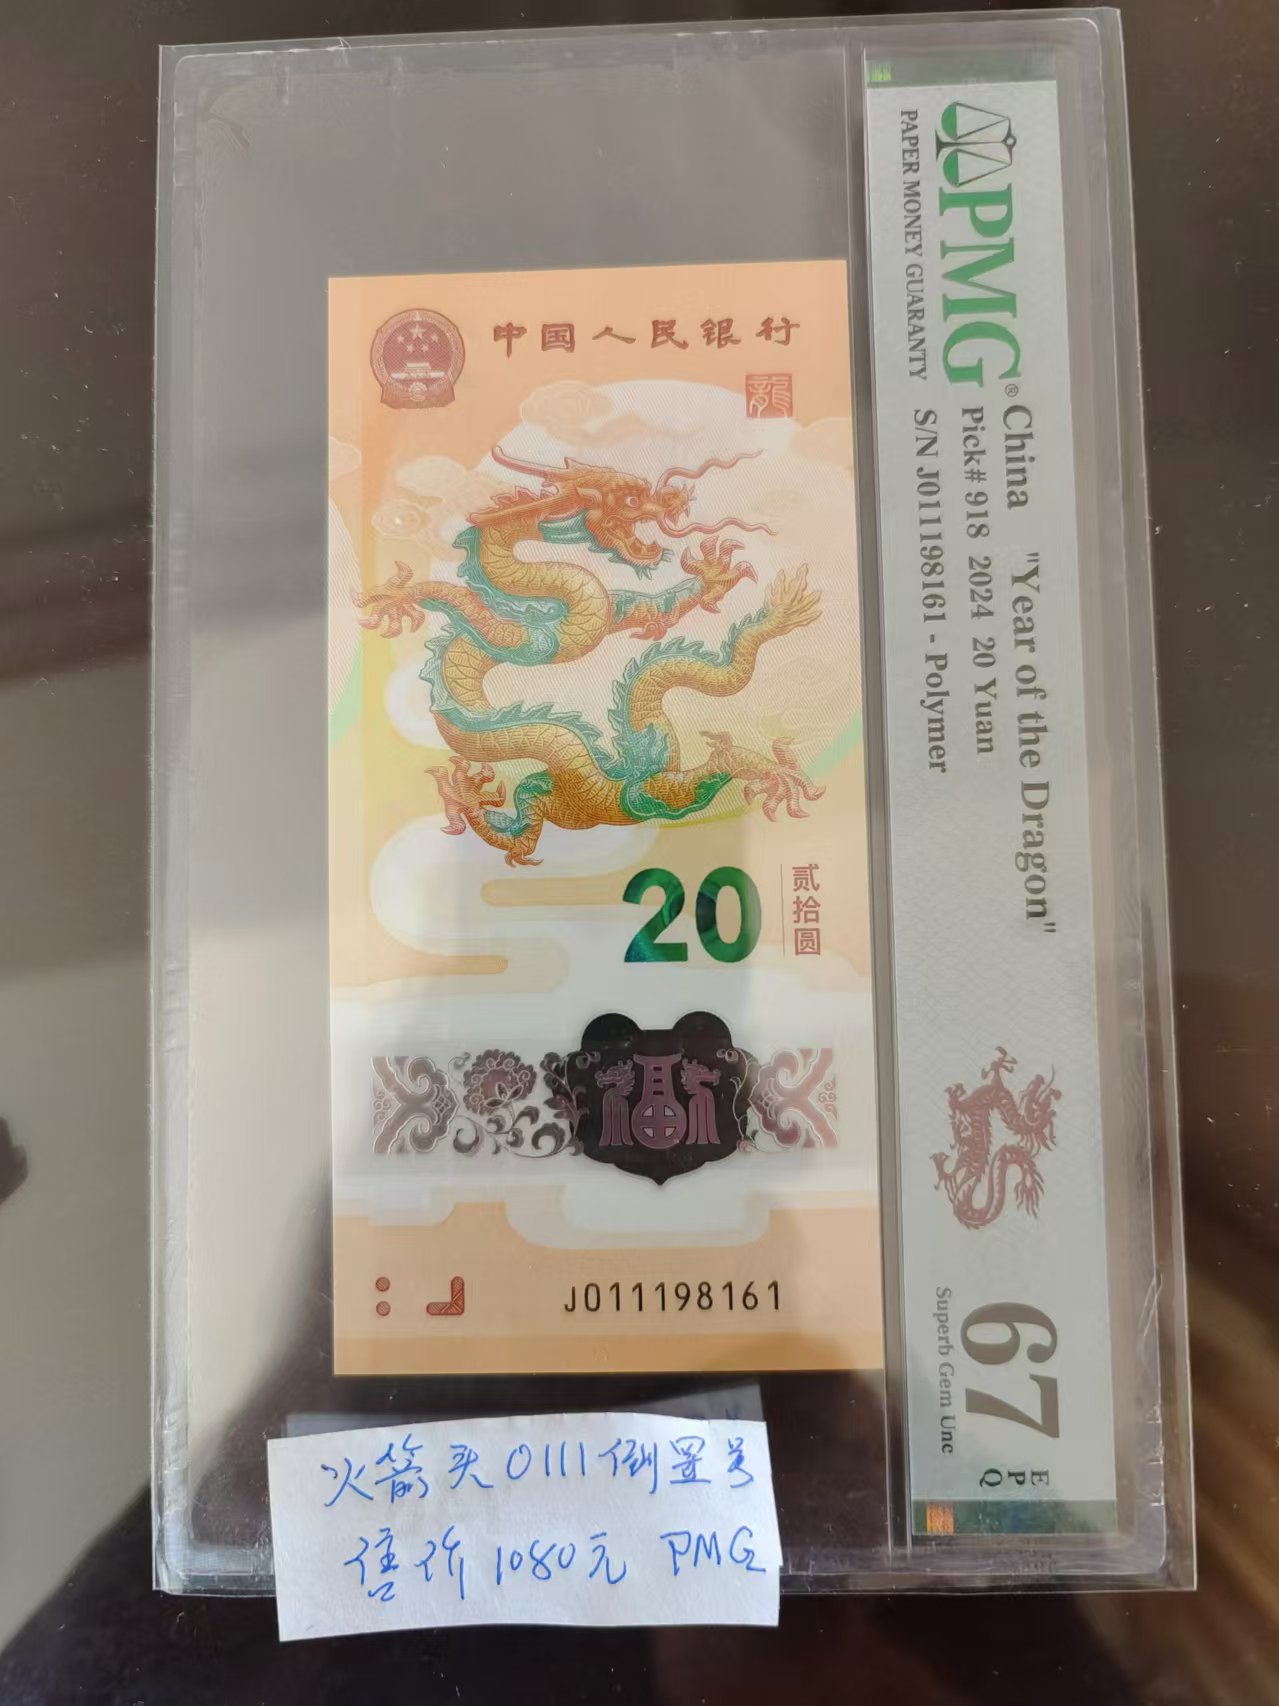 中国人民银行
龍
20
贰拾圆
福
J011198161
PMG®
PAPER MONEY GUARANTY
China "Year of the Dragon"
Pick# 918 2024 20 Yuan
S/N J011198161 - Polymer
67
EPQ
Superb Gem Unc
火箭头0111倒置号
售价1080元 PMG